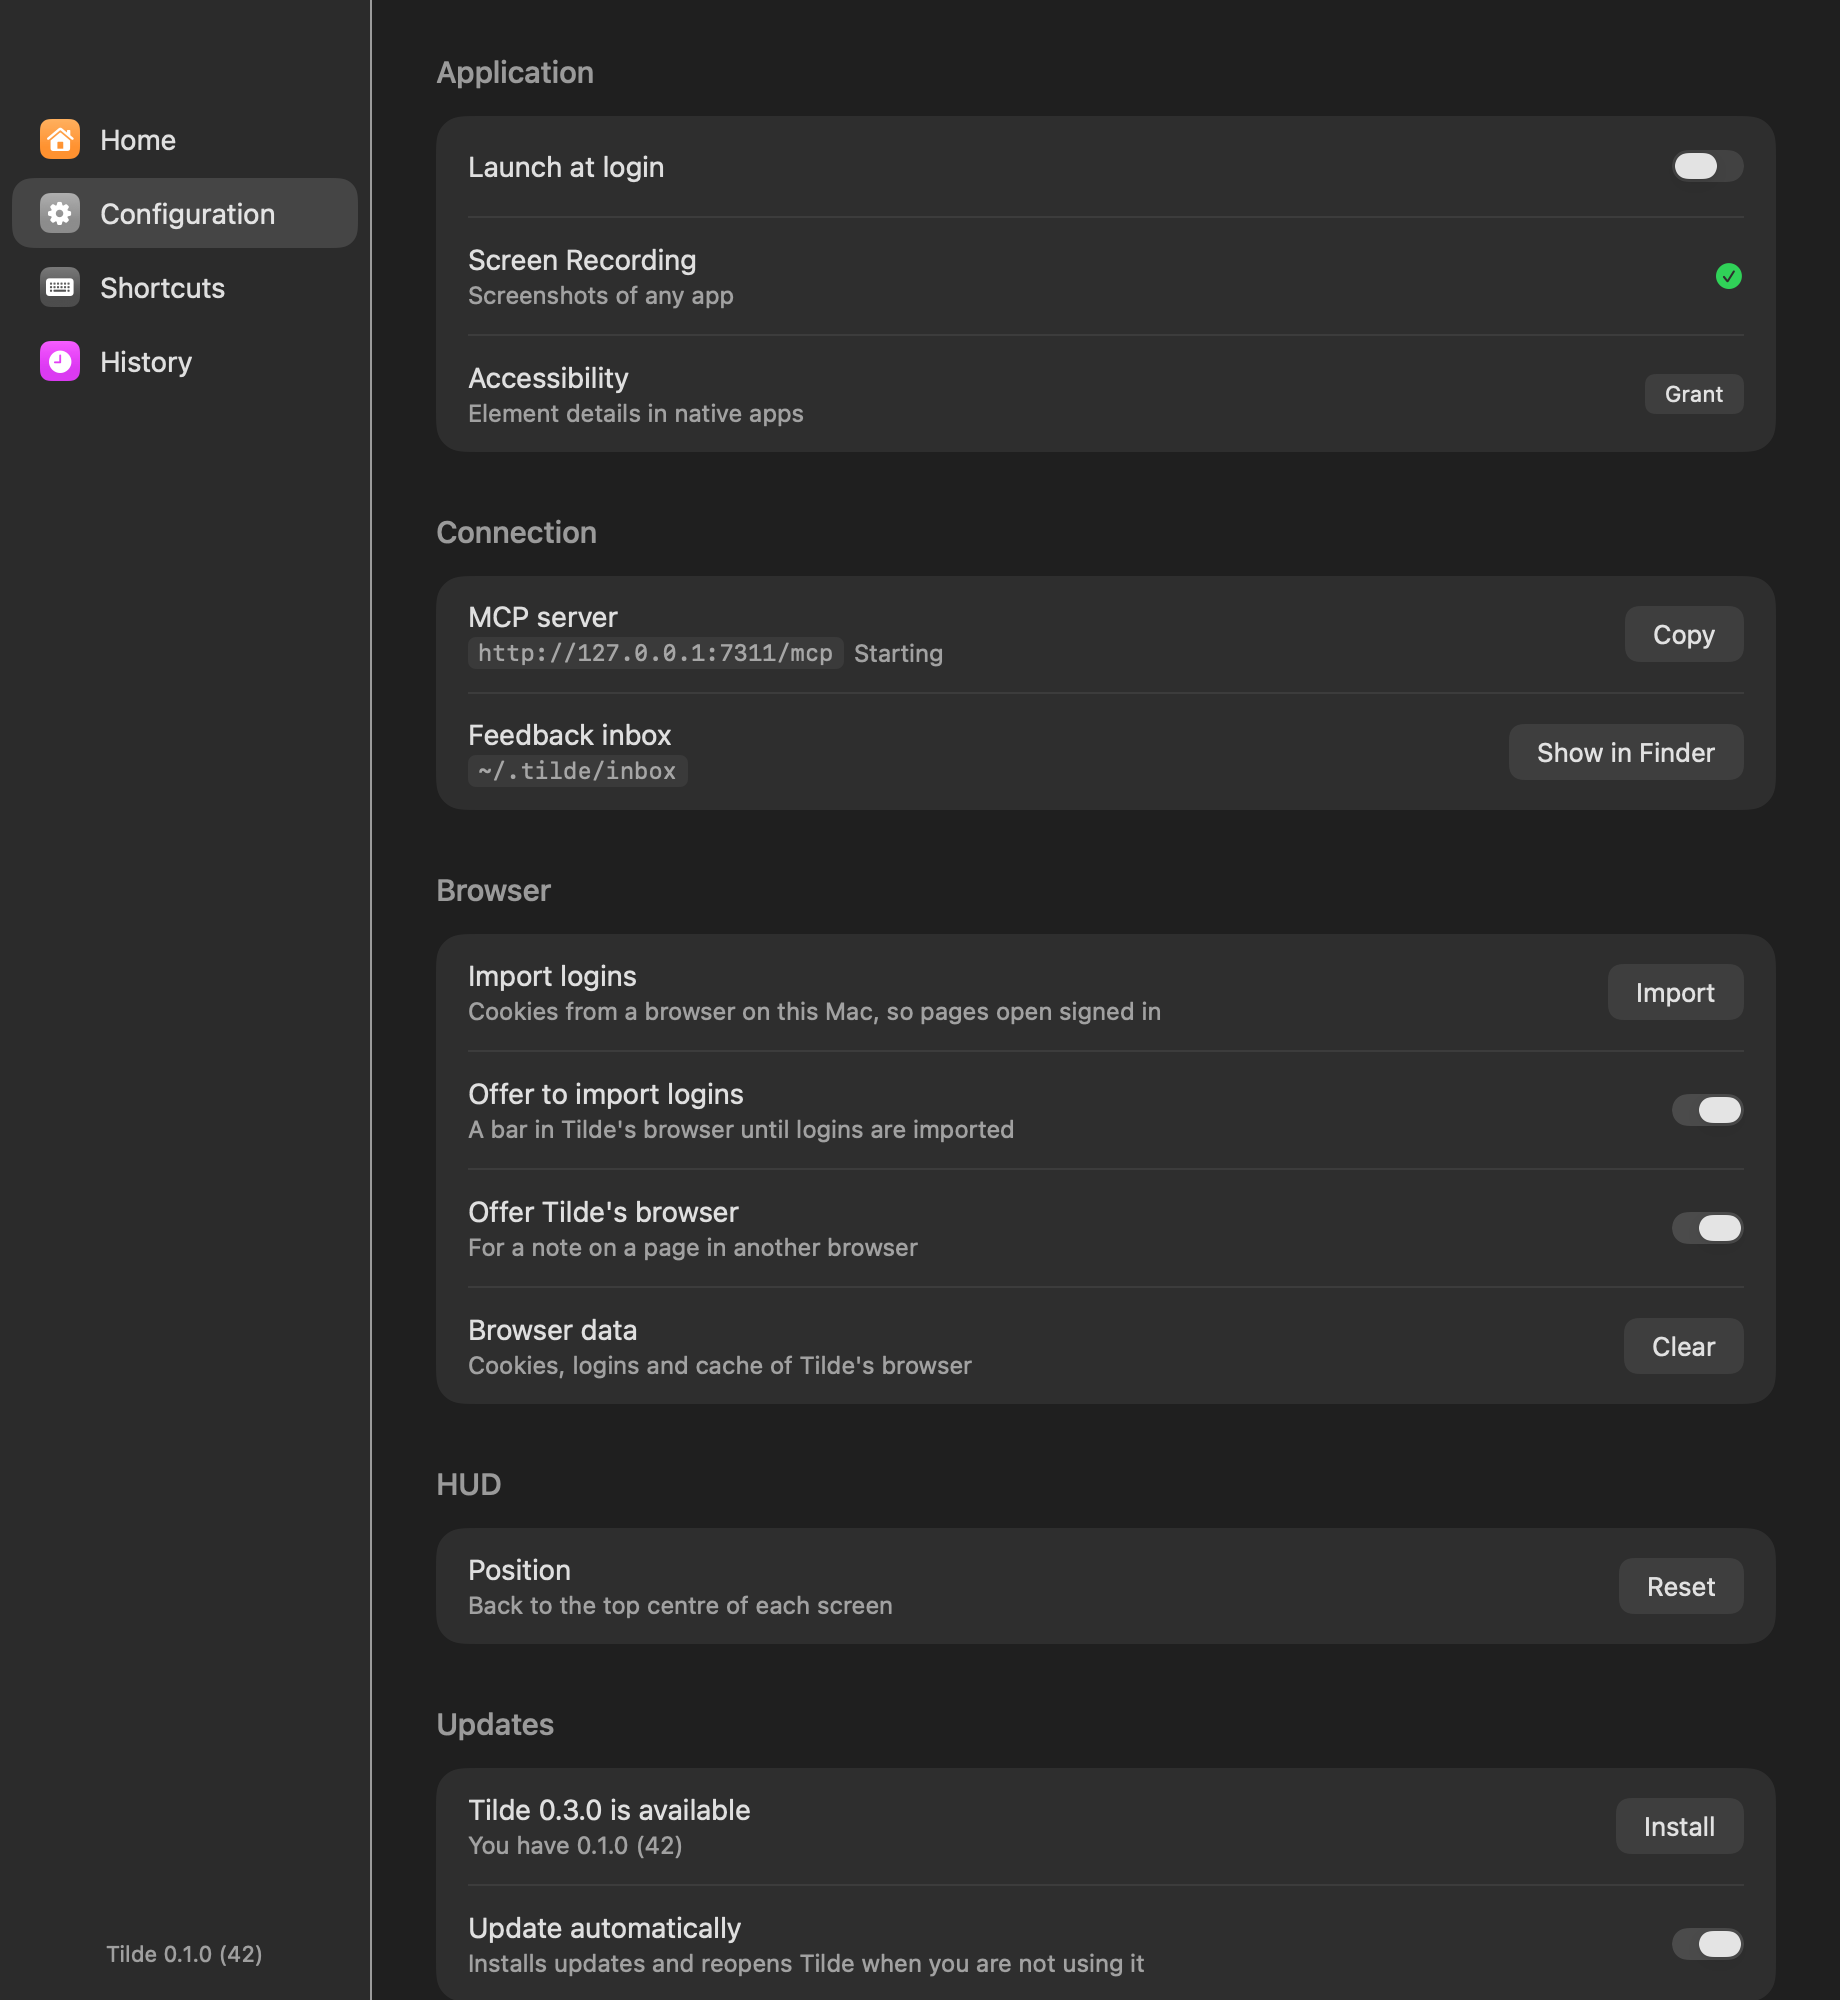 Home
Configuration
Shortcuts
History
Tilde 0.1.0 (42)
Application
Launch at login
Screen Recording
Screenshots of any app
Accessibility
Element details in native apps
Grant
Connection
MCP server
http://127.0.0.1:7311/mcp Starting
Copy
Feedback inbox
~/.tilde/inbox
Show in Finder
Browser
Import logins
Cookies from a browser on this Mac, so pages open signed in
Import
Offer to import logins
A bar in Tilde's browser until logins are imported
Offer Tilde's browser
For a note on a page in another browser
Browser data
Cookies, logins and cache of Tilde's browser
Clear
HUD
Position
Back to the top centre of each screen
Reset
Updates
Tilde 0.3.0 is available
You have 0.1.0 (42)
Install
Update automatically
Installs updates and reopens Tilde when you are not using it